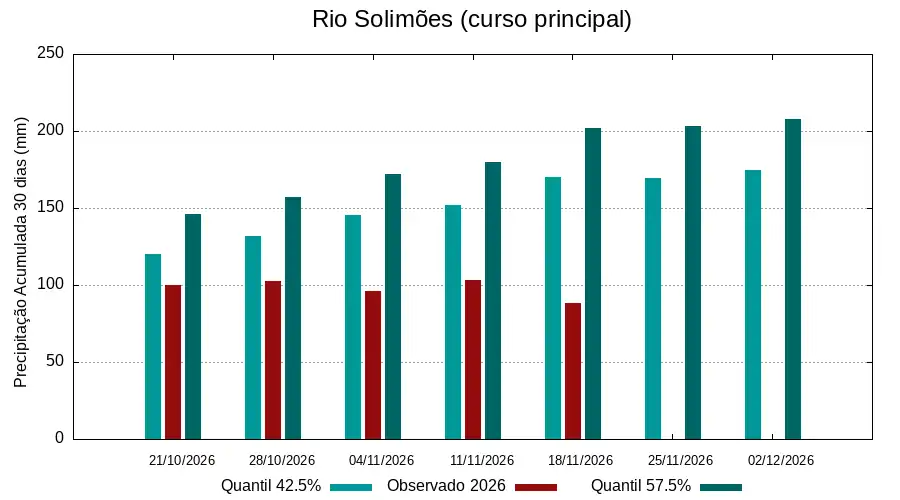 Rio Solimões (curso principal)
Precipitação Acumulada 30 dias (mm)
250
200
150
100
50
0
21/10/2026 28/10/2026 04/11/2026 11/11/2026 18/11/2026 25/11/2026 02/12/2026
Quantil 42.5% Observado 2026 Quantil 57.5%